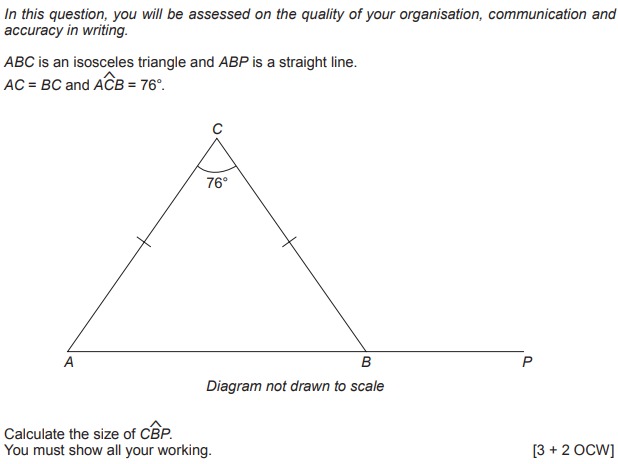 In this question, you will be assessed on the quality of your organisation, communication and
accuracy in writing.
ABC is an isosceles triangle and ABP is a straight line.
AC = BC and AĈB = 76°.
C
76°
A
B
P
Diagram not drawn to scale
Calculate the size of CB̂P.
You must show all your working.
[3 + 2 OCW]